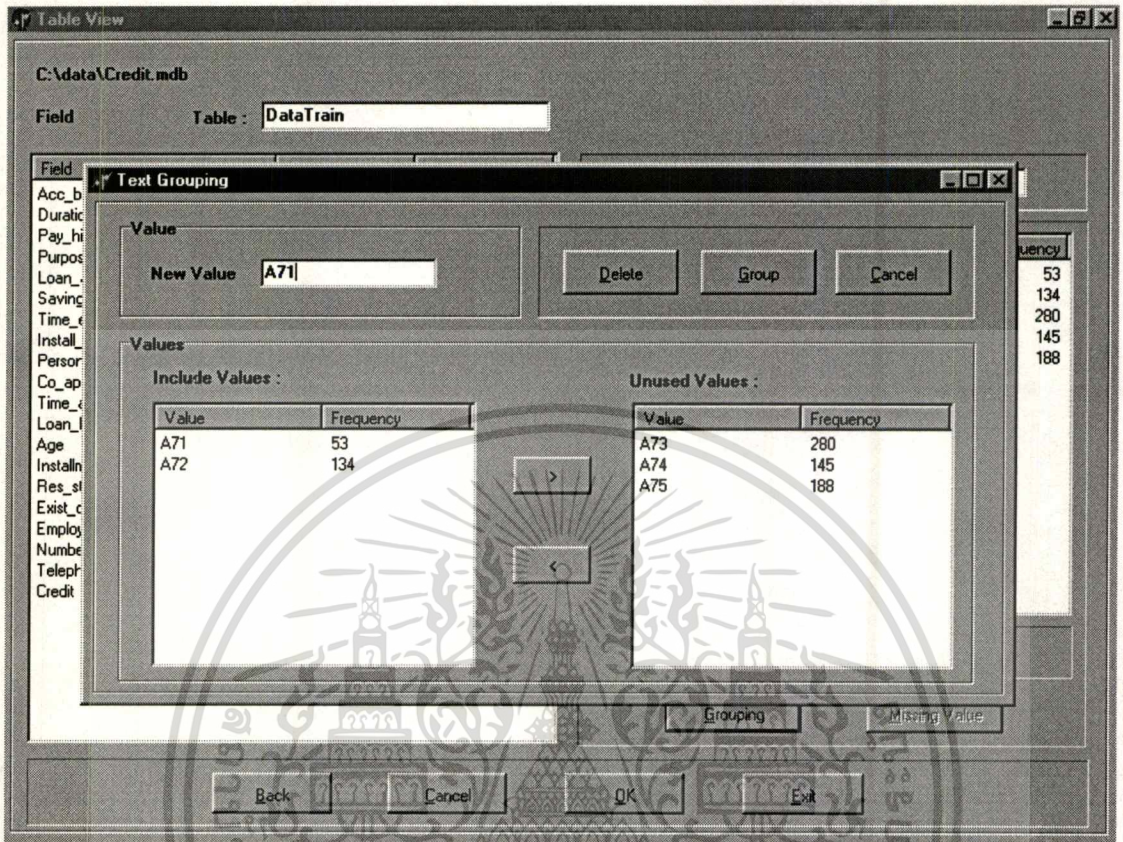 Table View
C:\data\Credit.mdb
Field Table : DataTrain
Field
Acc_b
Duratio
Pay_hi
Purpos
Loan_
Saving
Time_e
Install_
Person
Co_ap
Time_
Loan_
Age
Installn
Res_st
Exist_c
Employ
Numbe
Teleph
Credit
Text Grouping
Value
New Value A71
Delete Group Cancel
Values
Include Values :
Value Frequency
A71 53
A72 134
>
<
Unused Values :
Value Frequency
A73 280
A74 145
A75 188
uency
53
134
280
145
188
Grouping Missing Value
Back Cancel OK Exit